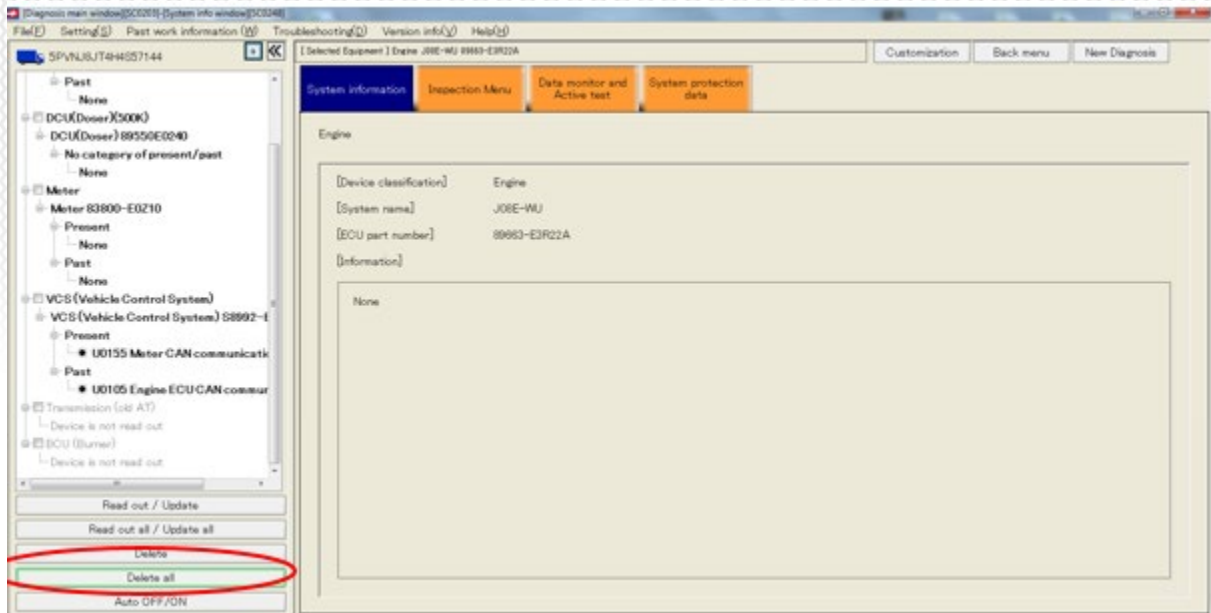 [Diagnosis main window][SC0203]-[System info window][SC0248]
File(F) Setting(S) Past work information (W) Troubleshooting(D) Version info(V) Help(H)
5PVNJ8JT4H4S57144
[ Selected Equipment ] Engine J08E-WU 89663-E3R22A
Customization
Back menu
New Diagnosis
Past
None
DCU(Doser)(500K)
DCU(Doser) 89550E0240
No category of present/past
None
Meter
Meter 83800-E0Z10
Present
None
Past
None
VCS (Vehicle Control System)
VCS (Vehicle Control System) S8992-E
Present
U0155 Meter CAN communicatic
Past
U0105 Engine ECU CAN commur
Transmission (old AT)
Device is not read out
BCU (Burner)
Device is not read out
Read out / Update
Read out all / Update all
Delete
Delete all
Auto OFF/ON
System information
Inspection Menu
Data monitor and
Active test
System protection
data
Engine
[Device classification] Engine
[System name] J08E-WU
[ECU part number] 89663-E3R22A
[Information]
None